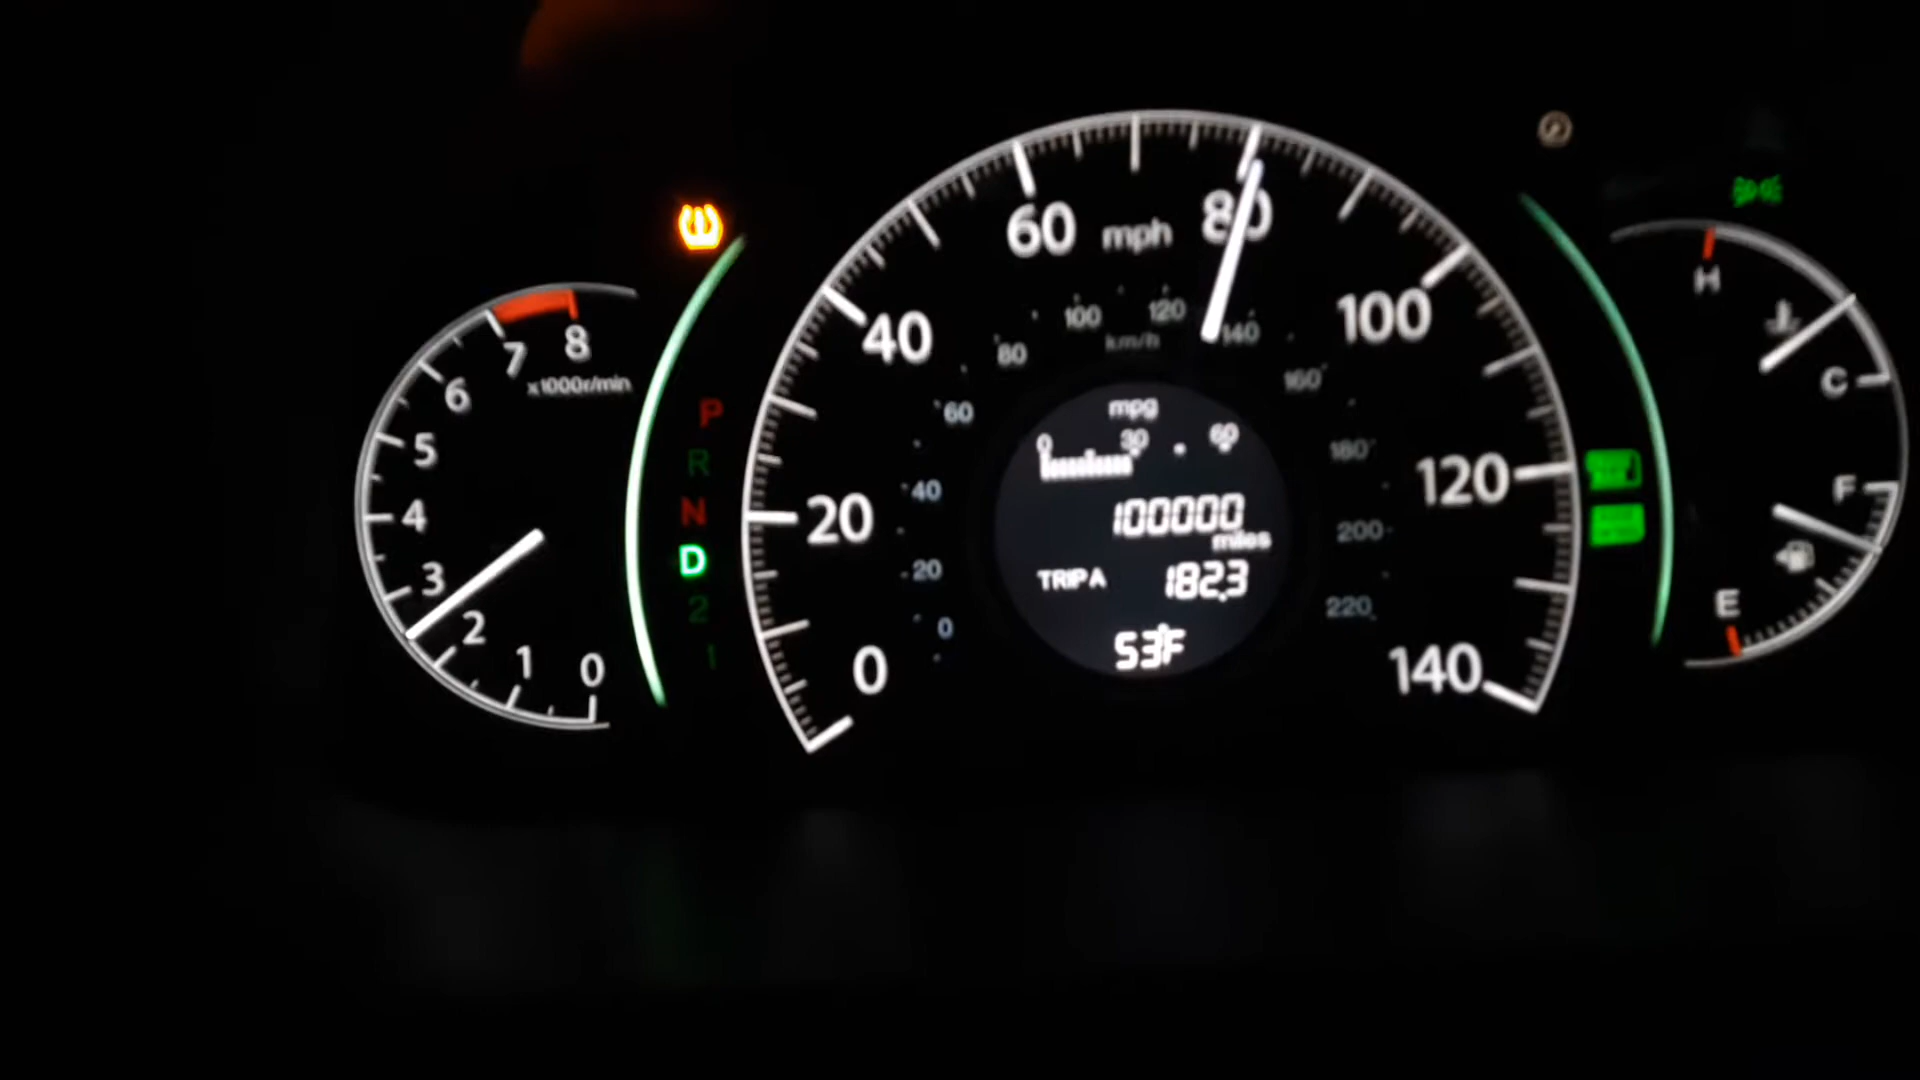 8
7
6
5
4
3
2
1
0
x1000r/min
P
R
N
D
2
1
0
20
40
60
mph
80
100
120
140
0
20
40
60
80
100
120
140
160
180
200
220
km/h
mpg
0 30 60
100000
miles
TRIP A 182.3
53°F
H
C
F
E